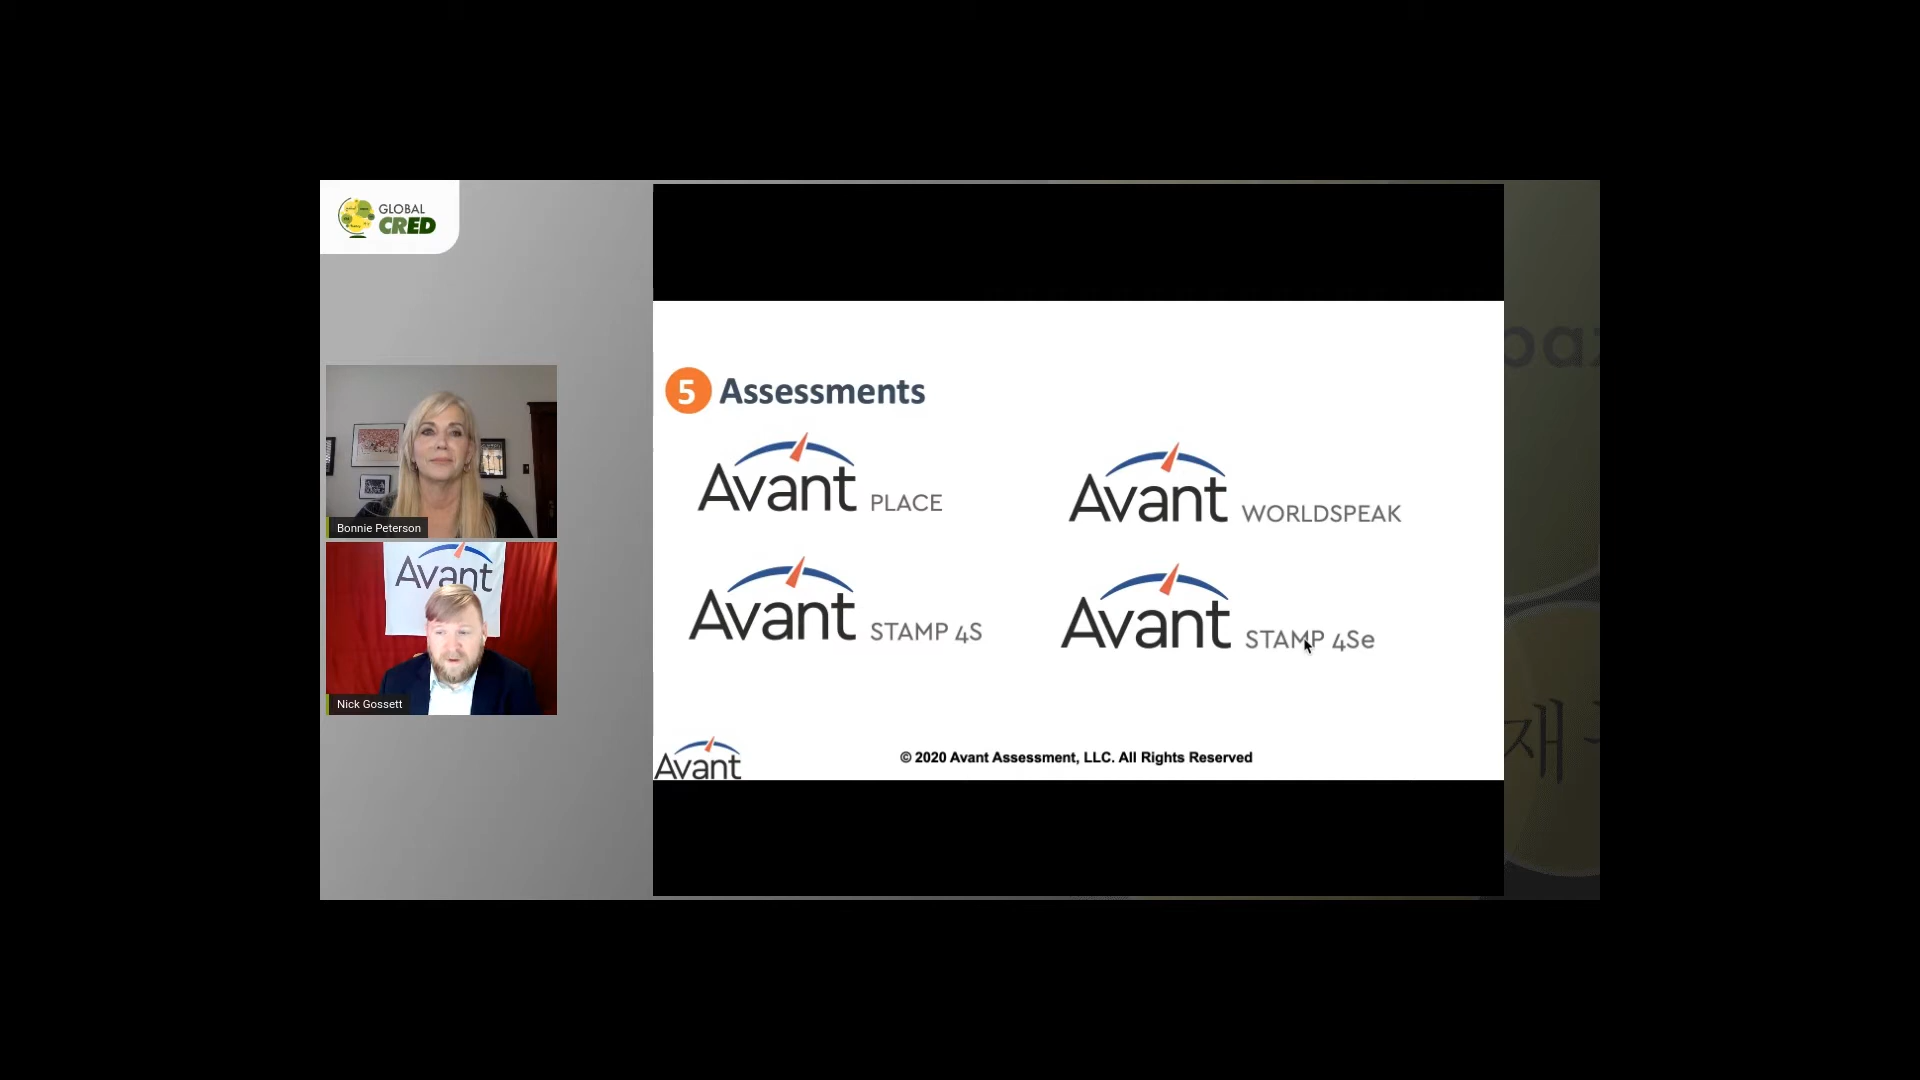 GLOBAL
CRED
5 Assessments
Avant PLACE
Avant WORLDSPEAK
Avant STAMP 4S
Avant STAMP 4Se
Avant
© 2020 Avant Assessment, LLC. All Rights Reserved
Bonnie Peterson
Avant
Nick Gossett
재